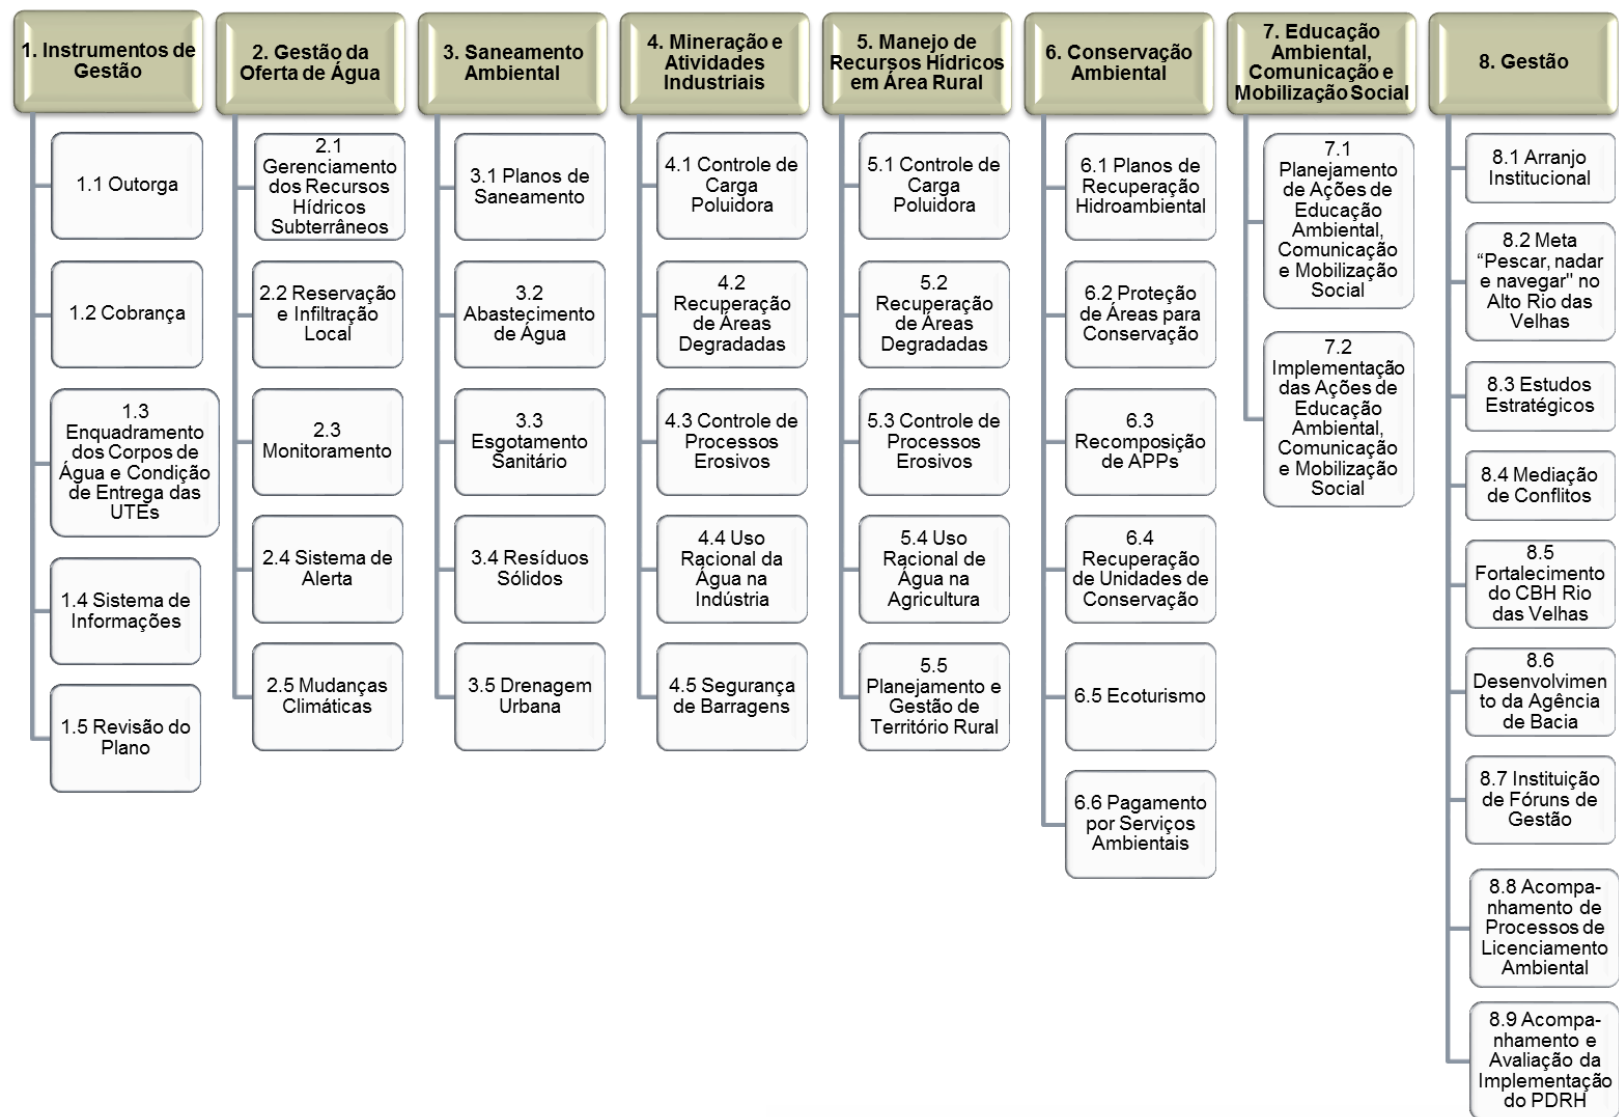 1. Instrumentos de
Gestão
1.1 Outorga
1.2 Cobrança
1.3
Enquadramento
dos Corpos de
Água e Condição
de Entrega das
UTEs
1.4 Sistema de
Informações
1.5 Revisão do
Plano
2. Gestão da
Oferta de Água
2.1
Gerenciamento
dos Recursos
Hídricos
Subterrâneos
2.2 Reservação
e Infiltração
Local
2.3
Monitoramento
2.4 Sistema de
Alerta
2.5 Mudanças
Climáticas
3. Saneamento
Ambiental
3.1 Planos de
Saneamento
3.2
Abastecimento
de Água
3.3
Esgotamento
Sanitário
3.4 Resíduos
Sólidos
3.5 Drenagem
Urbana
4. Mineração e
Atividades
Industriais
4.1 Controle de
Carga
Poluidora
4.2
Recuperação
de Áreas
Degradadas
4.3 Controle de
Processos
Erosivos
4.4 Uso
Racional da
Água na
Indústria
4.5 Segurança
de Barragens
5. Manejo de
Recursos Hídricos
em Área Rural
5.1 Controle de
Carga
Poluidora
5.2
Recuperação
de Áreas
Degradadas
5.3 Controle de
Processos
Erosivos
5.4 Uso
Racional de
Água na
Agricultura
5.5
Planejamento e
Gestão de
Território Rural
6. Conservação
Ambiental
6.1 Planos de
Recuperação
Hidroambiental
6.2 Proteção
de Áreas para
Conservação
6.3
Recomposição
de APPs
6.4
Recuperação
de Unidades de
Conservação
6.5 Ecoturismo
6.6 Pagamento
por Serviços
Ambientais
7. Educação
Ambiental,
Comunicação e
Mobilização Social
7.1
Planejamento
de Ações de
Educação
Ambiental,
Comunicação
e Mobilização
Social
7.2
Implementação
das Ações de
Educação
Ambiental,
Comunicação
e Mobilização
Social
8. Gestão
8.1 Arranjo
Institucional
8.2 Meta
“Pescar, nadar
e navegar" no
Alto Rio das
Velhas
8.3 Estudos
Estratégicos
8.4 Mediação
de Conflitos
8.5
Fortalecimento
do CBH Rio
das Velhas
8.6
Desenvolvimen
to da Agência
de Bacia
8.7 Instituição
de Fóruns de
Gestão
8.8 Acompa-
nhamento de
Processos de
Licenciamento
Ambiental
8.9 Acompa-
nhamento e
Avaliação da
Implementação
do PDRH